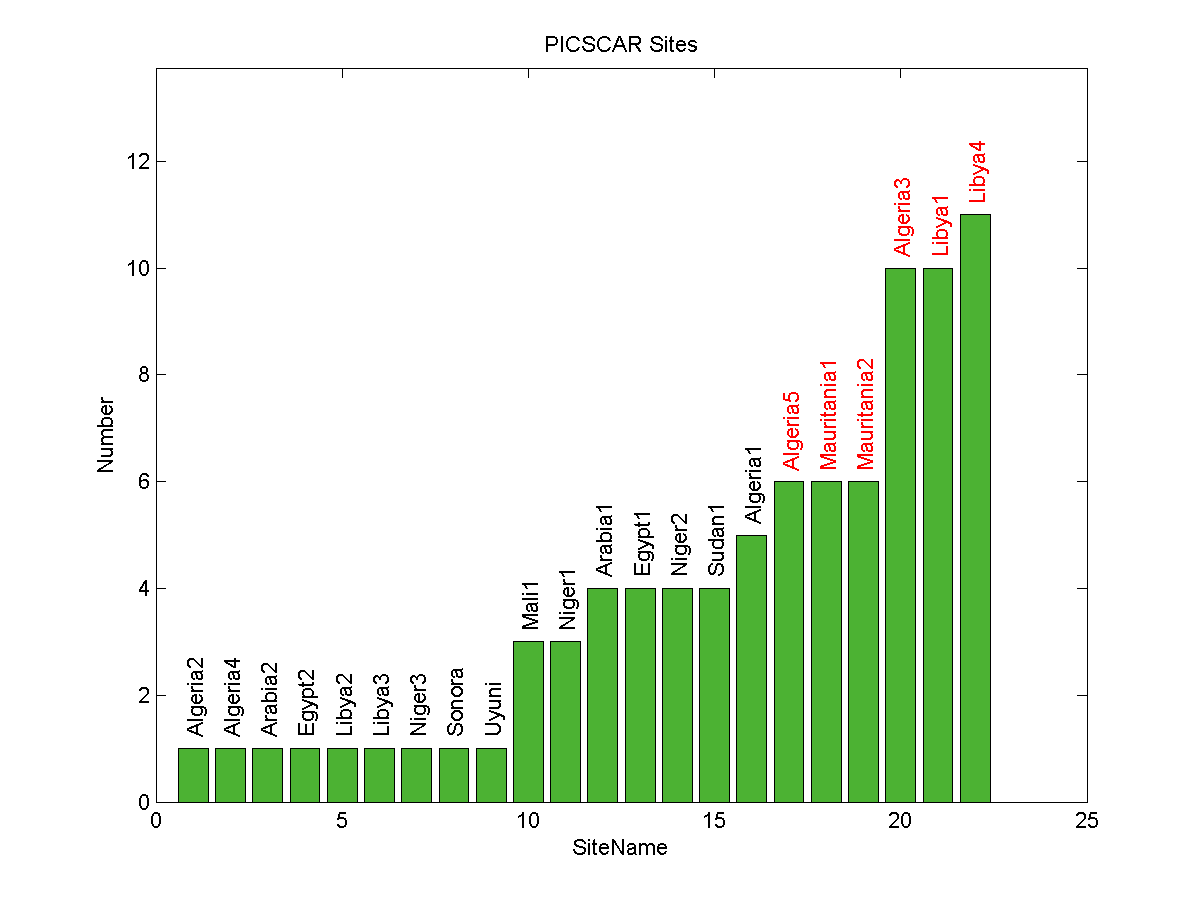 PICSCAR Sites
12
10
8
6
4
2
0
Number
Algeria2
Algeria4
Arabia2
Egypt2
Libya2
Libya3
Niger3
Sonora
Uyuni
Mali1
Niger1
Arabia1
Egypt1
Niger2
Sudan1
Algeria1
Algeria5
Mauritania1
Mauritania2
Algeria3
Libya1
Libya4
0 5 10 15 20 25
SiteName